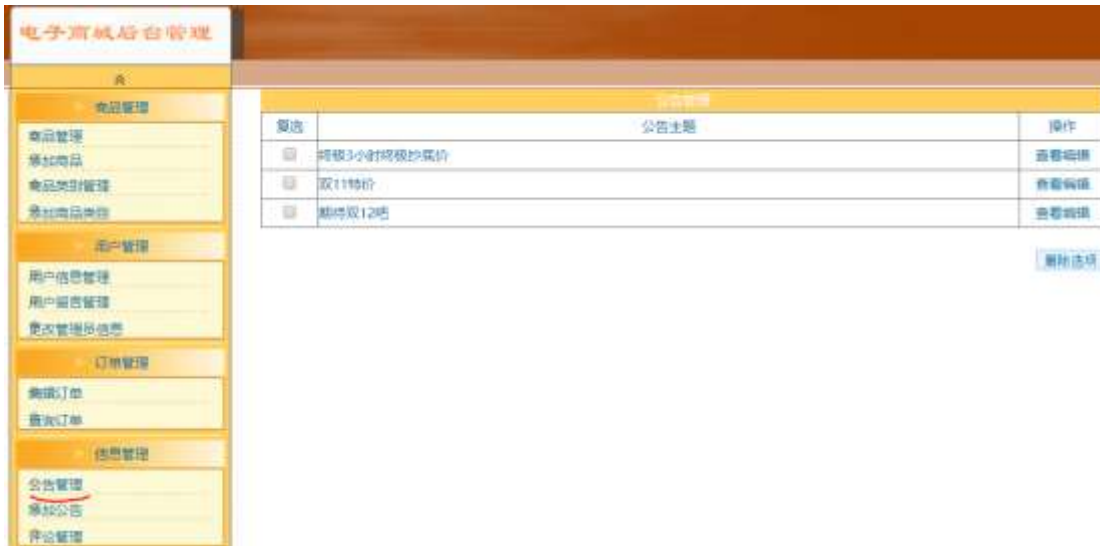 电子商城后台管理
商品管理
商品管理
添加商品
商品类别管理
添加商品类别
用户管理
用户信息管理
用户留言管理
更改管理员信息
订单管理
编辑订单
查询订单
信息管理
公告管理
添加公告
评论管理
公告管理
复选 公告主题 操作
终极3小时终极抄底价 查看编辑
双11特价 查看编辑
期待双12吧 查看编辑
删除选项